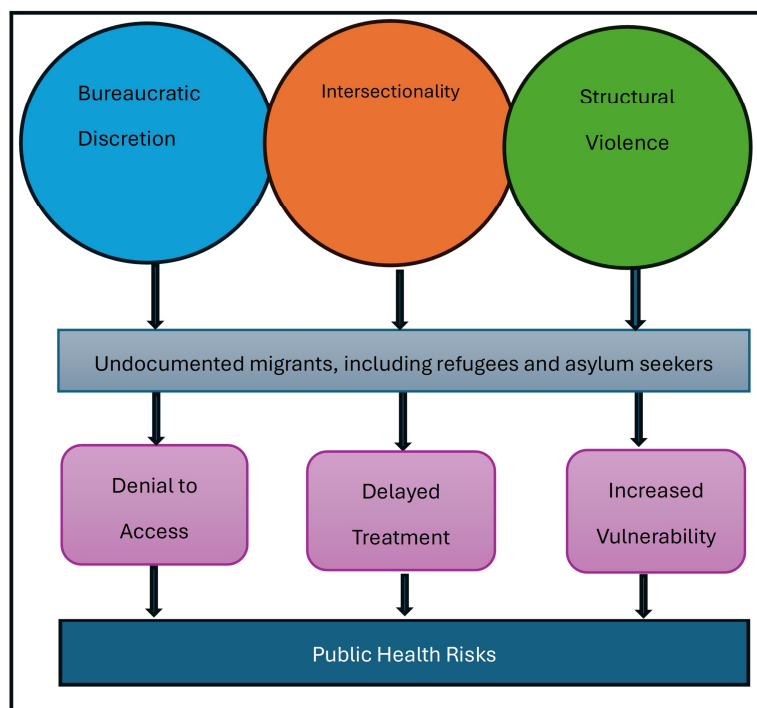 Bureaucratic
Discretion
Intersectionality
Structural
Violence
Undocumented migrants, including refugees and asylum seekers
Denial to
Access
Delayed
Treatment
Increased
Vulnerability
Public Health Risks